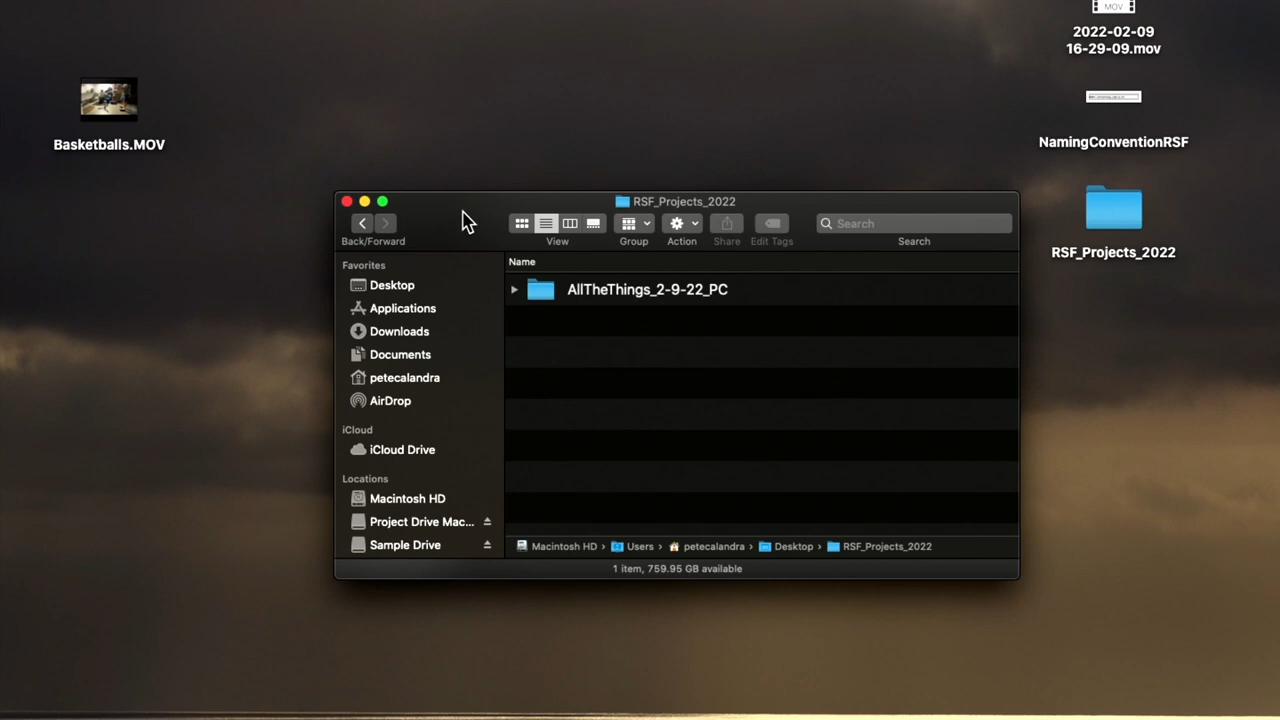 MOV
2022-02-09
16-29-09.mov
Basketballs.MOV
NamingConventionRSF
RSF_Projects_2022
RSF_Projects_2022
Search
Back/Forward
View
Group
Action
Share
Edit Tags
Search
Favorites
Desktop
Applications
Downloads
Documents
petecalandra
AirDrop
iCloud
iCloud Drive
Locations
Macintosh HD
Project Drive Mac...
Sample Drive
Name
AllTheThings_2-9-22_PC
Macintosh HD › Users › petecalandra › Desktop › RSF_Projects_2022
1 item, 759.95 GB available